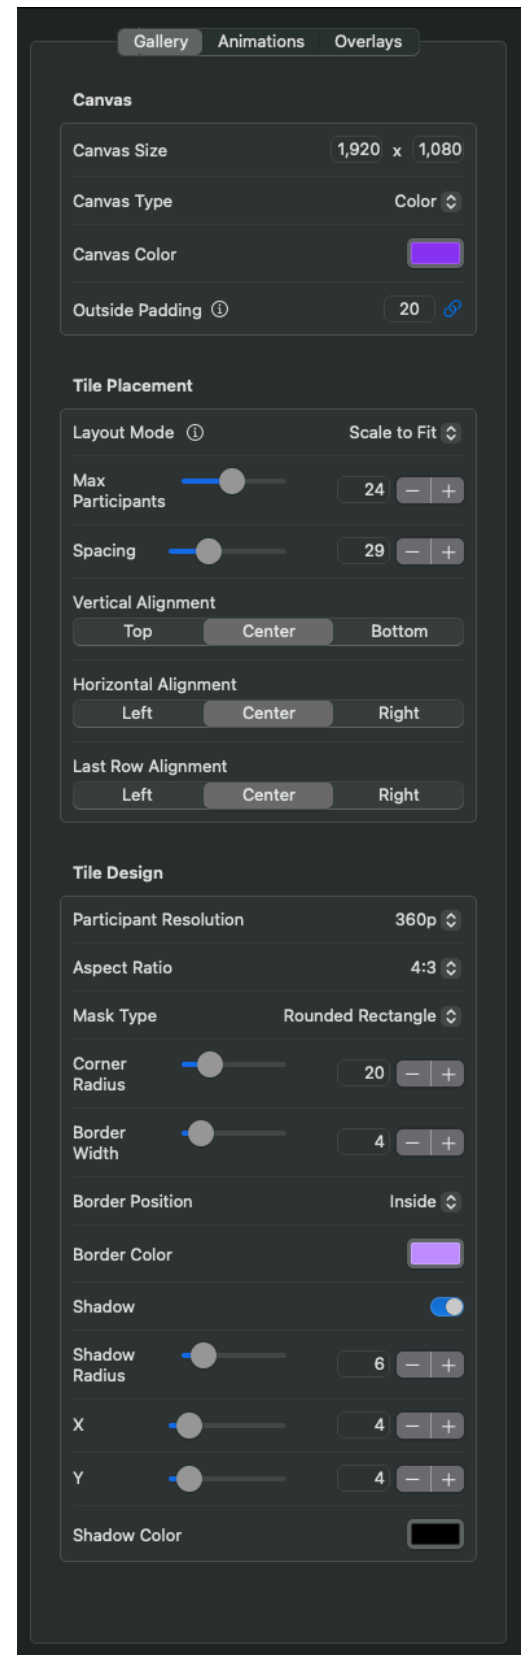 Gallery Animations Overlays
Canvas
Canvas Size 1,920 x 1,080
Canvas Type Color
Canvas Color
Outside Padding 20
Tile Placement
Layout Mode Scale to Fit
Max
Participants 24
Spacing 29
Vertical Alignment
Top Center Bottom
Horizontal Alignment
Left Center Right
Last Row Alignment
Left Center Right
Tile Design
Participant Resolution 360p
Aspect Ratio 4:3
Mask Type Rounded Rectangle
Corner
Radius 20
Border
Width 4
Border Position Inside
Border Color
Shadow
Shadow
Radius 6
X 4
Y 4
Shadow Color